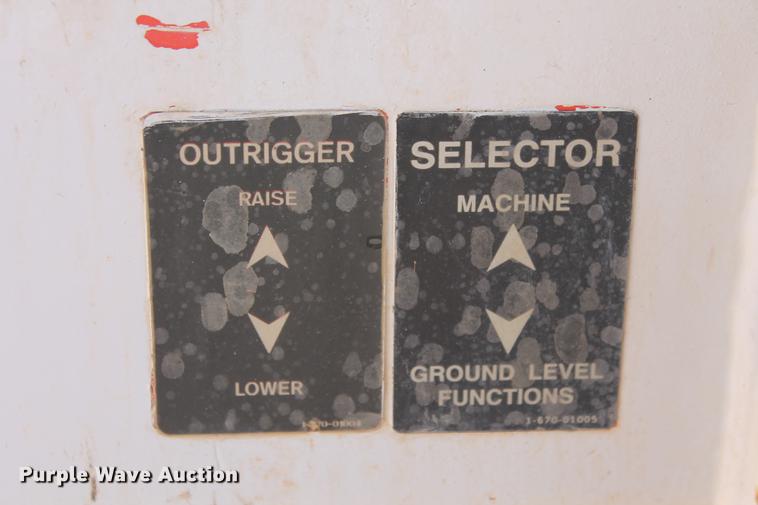 OUTRIGGER
RAISE
LOWER
SELECTOR
MACHINE
GROUND LEVEL
FUNCTIONS
1-670-01005
Purple Wave Auction